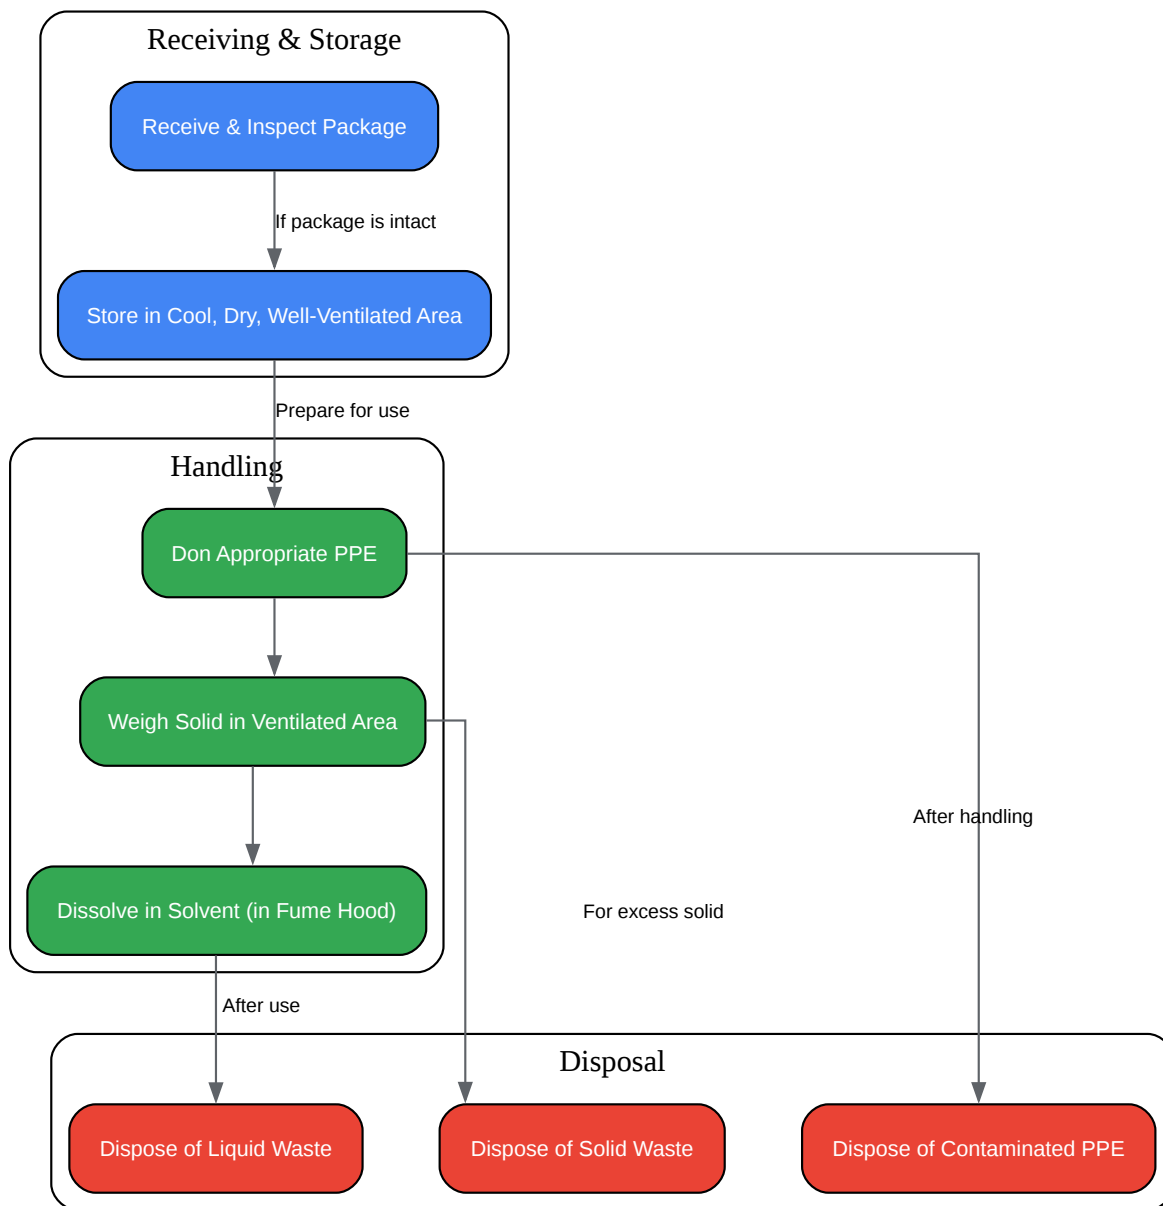 Receiving & Storage
Receive & Inspect Package
If package is intact
Store in Cool, Dry, Well-Ventilated Area
Prepare for use
Handling
Don Appropriate PPE
Weigh Solid in Ventilated Area
After handling
Dissolve in Solvent (in Fume Hood)
For excess solid
After use
Disposal
Dispose of Liquid Waste
Dispose of Solid Waste
Dispose of Contaminated PPE